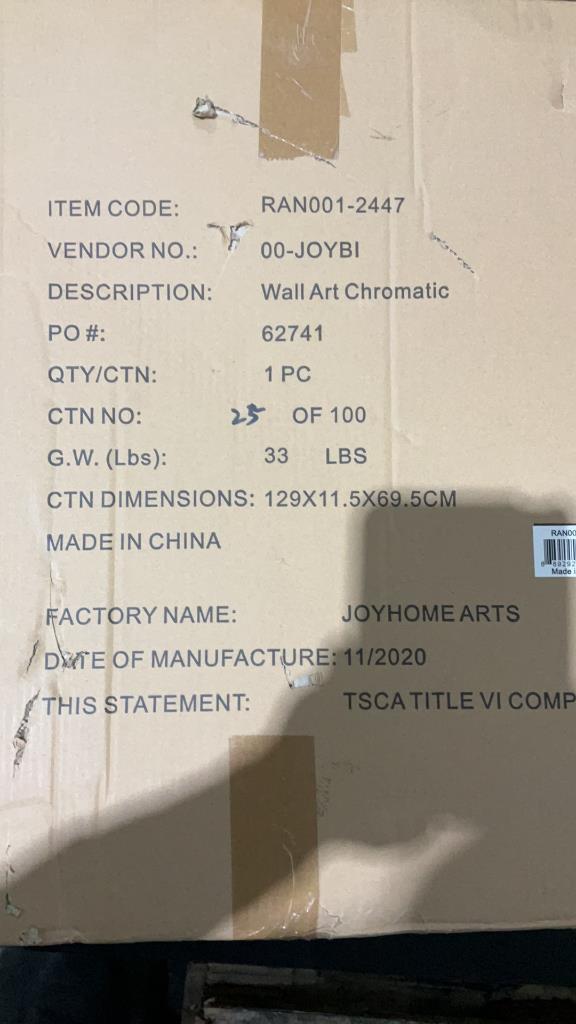 ITEM CODE: RAN001-2447
VENDOR NO.: 00-JOYBI
DESCRIPTION: Wall Art Chromatic
PO #: 62741
QTY/CTN: 1 PC
CTN NO: 25 OF 100
G.W. (Lbs): 33 LBS
CTN DIMENSIONS: 129X11.5X69.5CM
MADE IN CHINA
RAN00
Made i
FACTORY NAME: JOYHOME ARTS
DATE OF MANUFACTURE: 11/2020
THIS STATEMENT: TSCA TITLE VI COMP